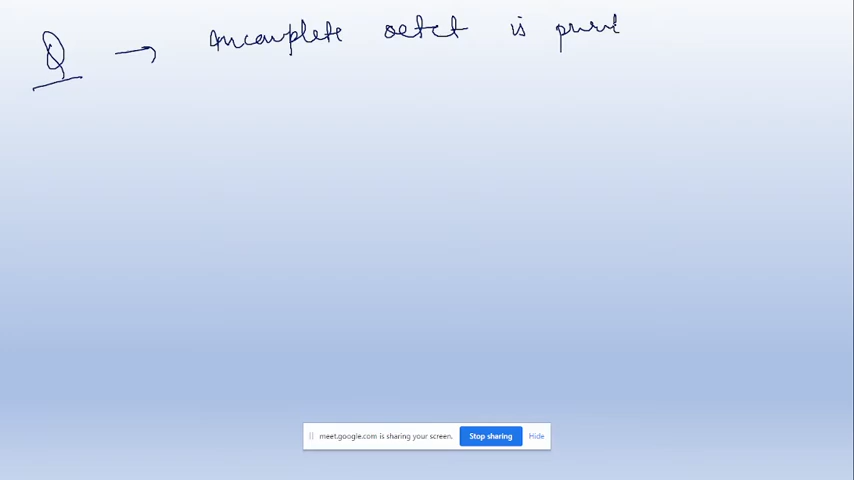 Q → Incomplete octet is
meet.google.com is sharing your screen. Stop sharing Hide